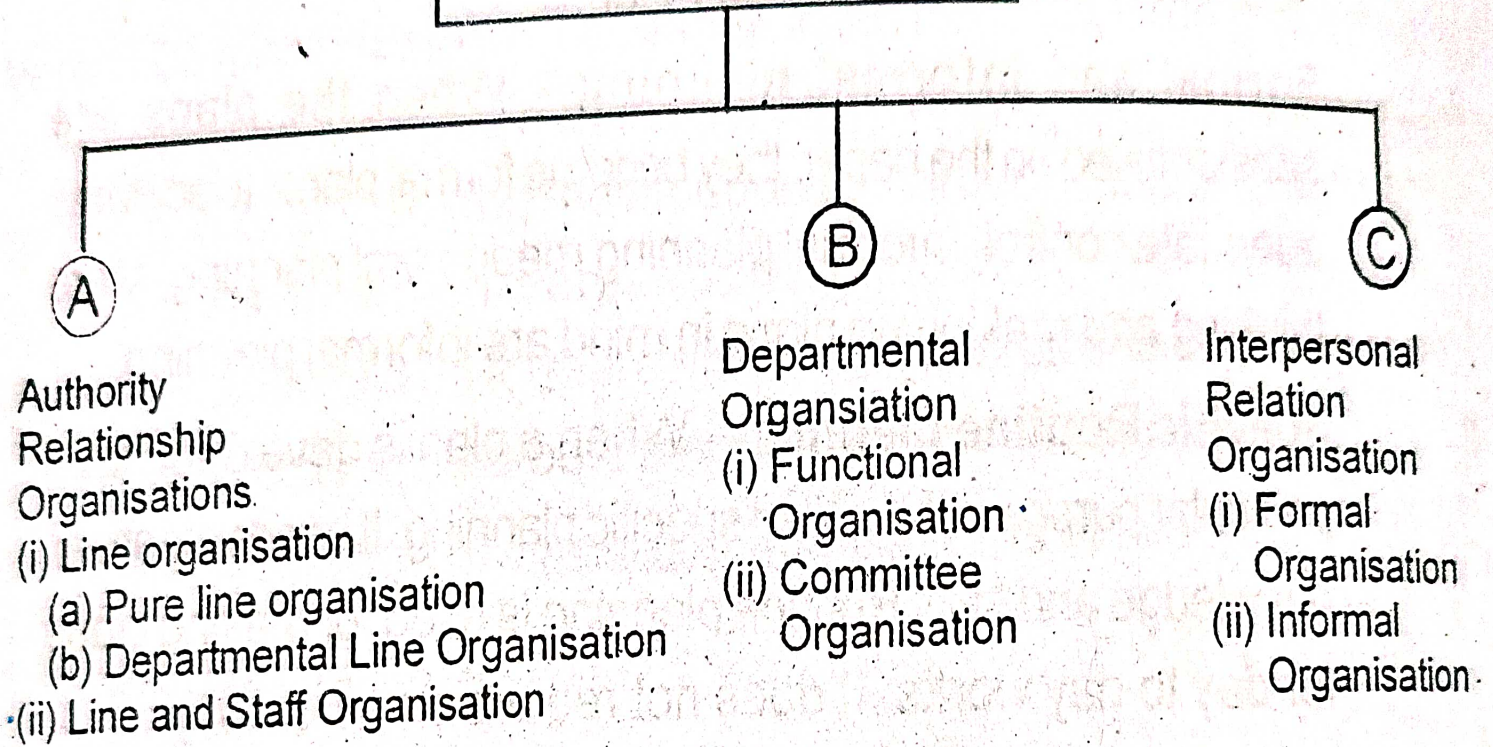 A
Authority
Relationship
Organisations.
(i) Line organisation
(a) Pure line organisation
(b) Departmental Line Organisation
(ii) Line and Staff Organisation
B
Departmental
Organsiation
(i) Functional
Organisation
(ii) Committee
Organisation
C
Interpersonal
Relation
Organisation
(i) Formal
Organisation
(ii) Informal
Organisation